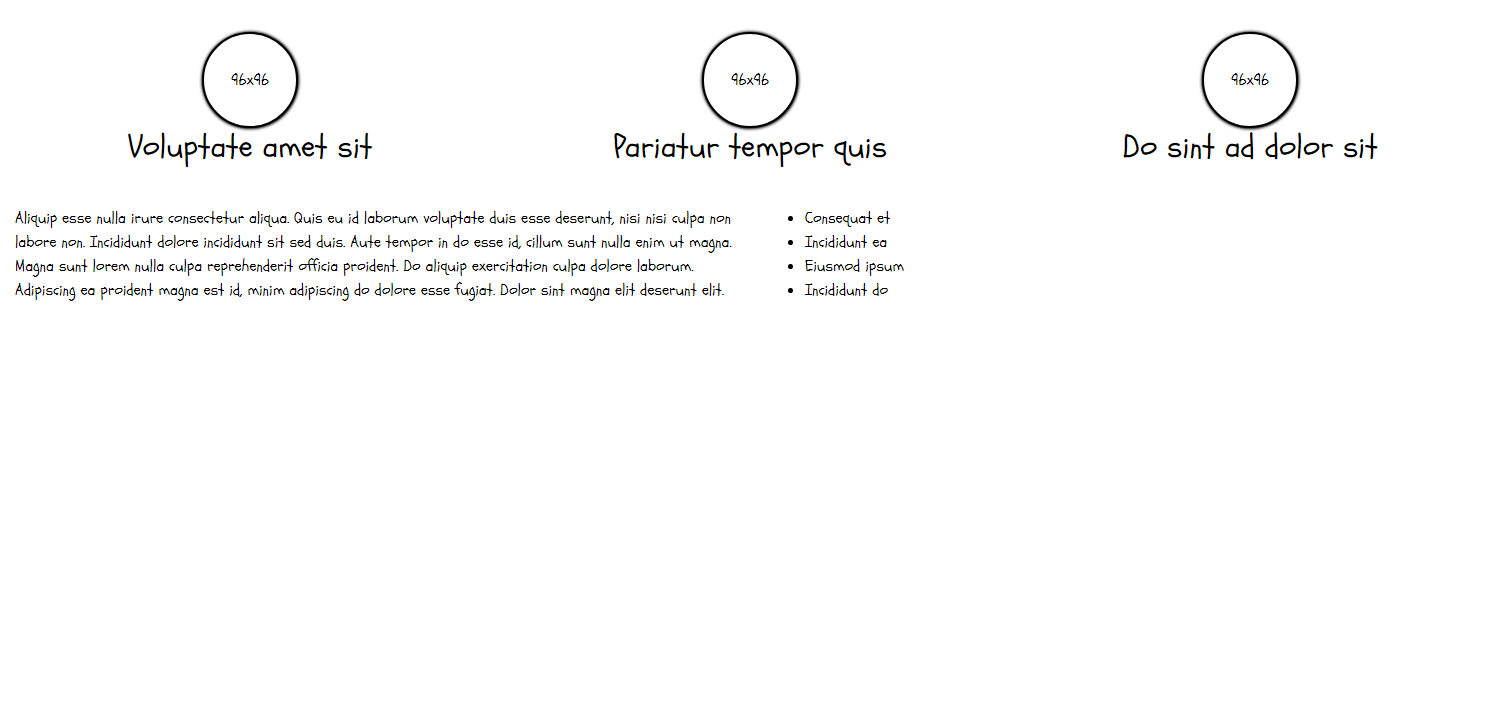 96x96
Voluptate amet sit
96x96
Pariatur tempor quis
96x96
Do sint ad dolor sit
Aliquip esse nulla irure consectetur aliqua. Quis eu id laborum voluptate duis esse deserunt, nisi nisi culpa non
labore non. Incididunt dolore incididunt sit sed duis. Aute tempor in do esse id, cillum sunt nulla enim ut magna.
Magna sunt lorem nulla culpa reprehenderit officia proident. Do aliquip exercitation culpa dolore laborum.
Adipiscing ea proident magna est id, minim adipiscing do dolore esse fugiat. Dolor sint magna elit deserunt elit.
• Consequat et
• Incididunt ea
• Eiusmod ipsum
• Incididunt do